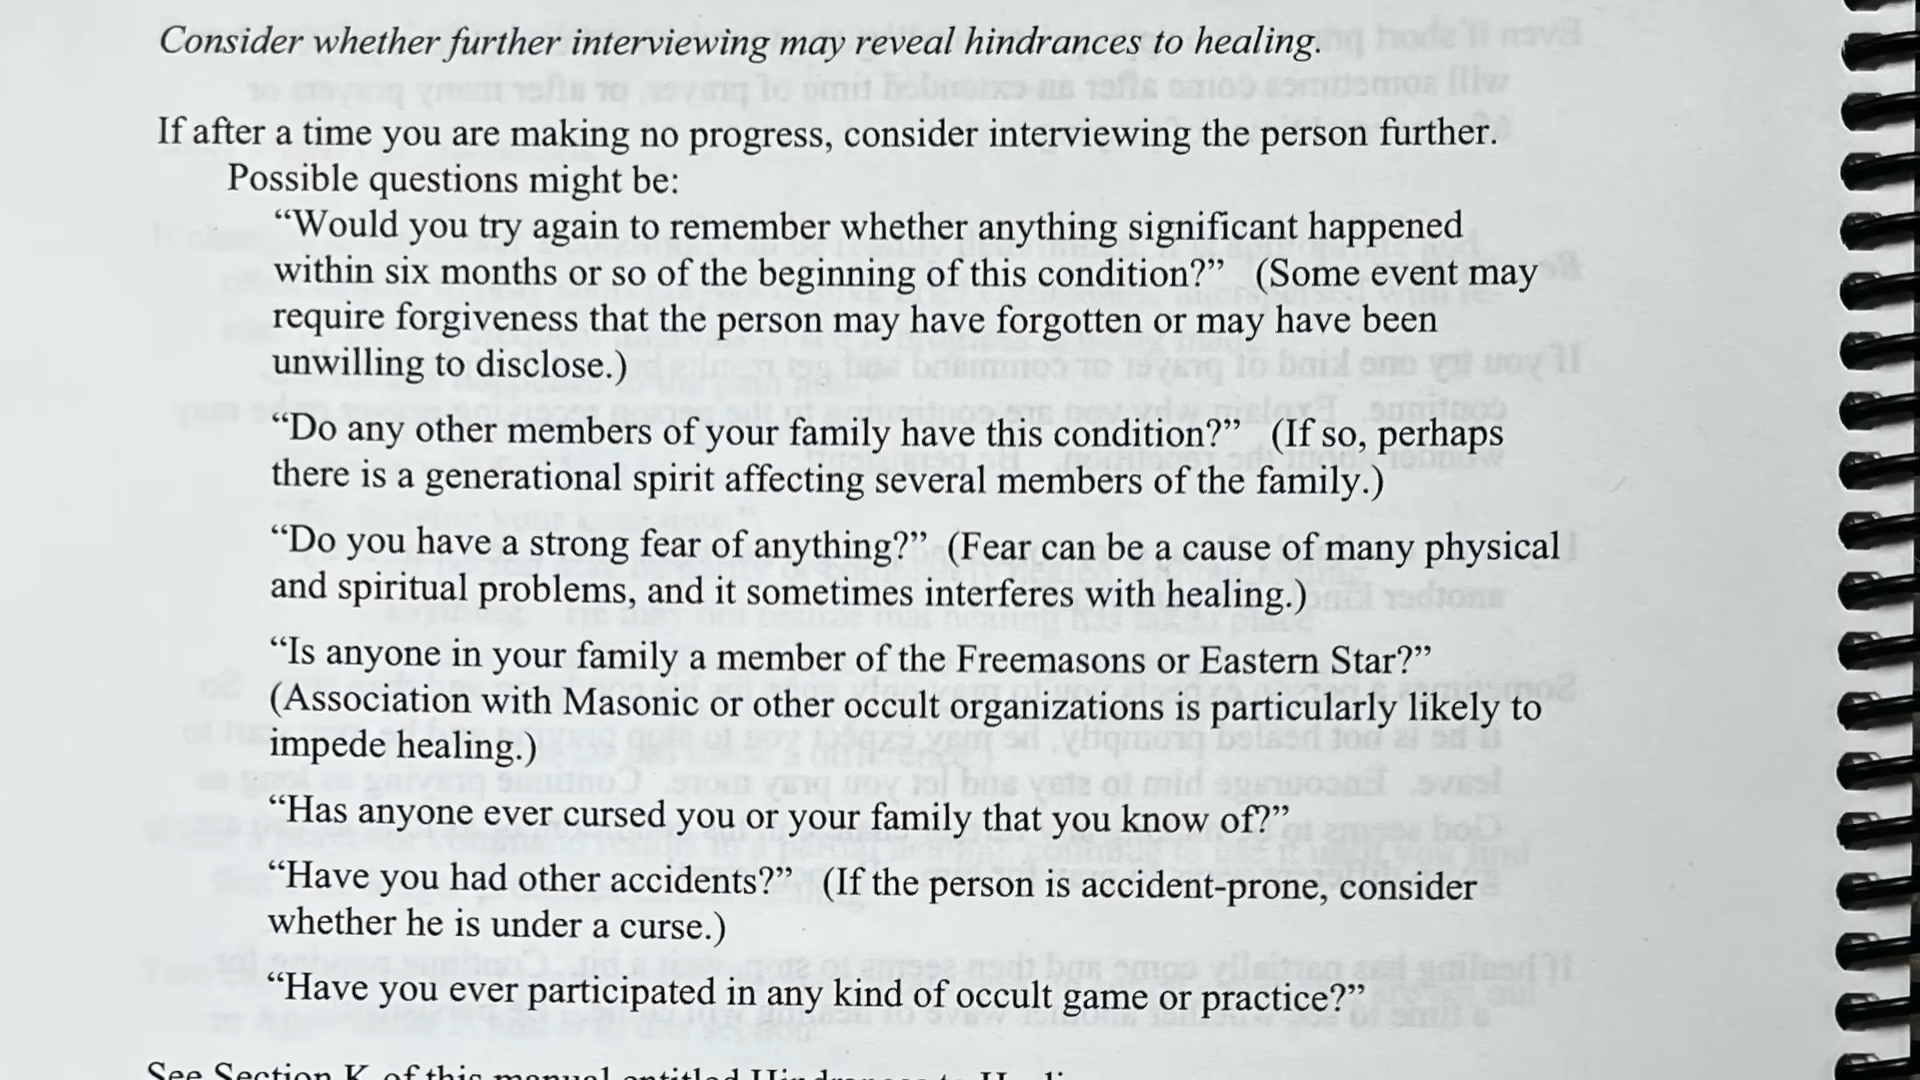 Consider whether further interviewing may reveal hindrances to healing.
If after a time you are making no progress, consider interviewing the person further.
Possible questions might be:
“Would you try again to remember whether anything significant happened
within six months or so of the beginning of this condition?” (Some event may
require forgiveness that the person may have forgotten or may have been
unwilling to disclose.)
“Do any other members of your family have this condition?” (If so, perhaps
there is a generational spirit affecting several members of the family.)
“Do you have a strong fear of anything?” (Fear can be a cause of many physical
and spiritual problems, and it sometimes interferes with healing.)
“Is anyone in your family a member of the Freemasons or Eastern Star?”
(Association with Masonic or other occult organizations is particularly likely to
impede healing.)
“Has anyone ever cursed you or your family that you know of?”
“Have you had other accidents?” (If the person is accident-prone, consider
whether he is under a curse.)
“Have you ever participated in any kind of occult game or practice?”
See Section K of this manual entitled Hindrances to